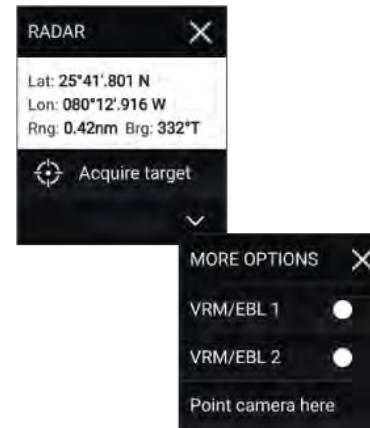 RADAR
Lat: 25°41'.801 N
Lon: 080°12'.916 W
Rng: 0.42nm Brg: 332°T
Acquire target
MORE OPTIONS
VRM/EBL 1
VRM/EBL 2
Point camera here